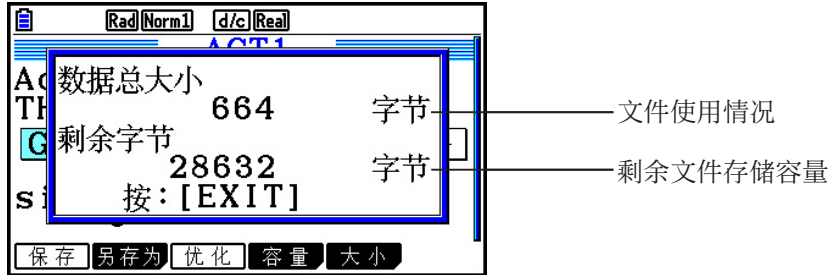 Rad Norm1 d/c Real
ACT1
数据总大小
664 字节
文件使用情况
剩余字节
28632 字节
剩余文件存储容量
按:[EXIT]
保存 另存为 优化 容量 大小